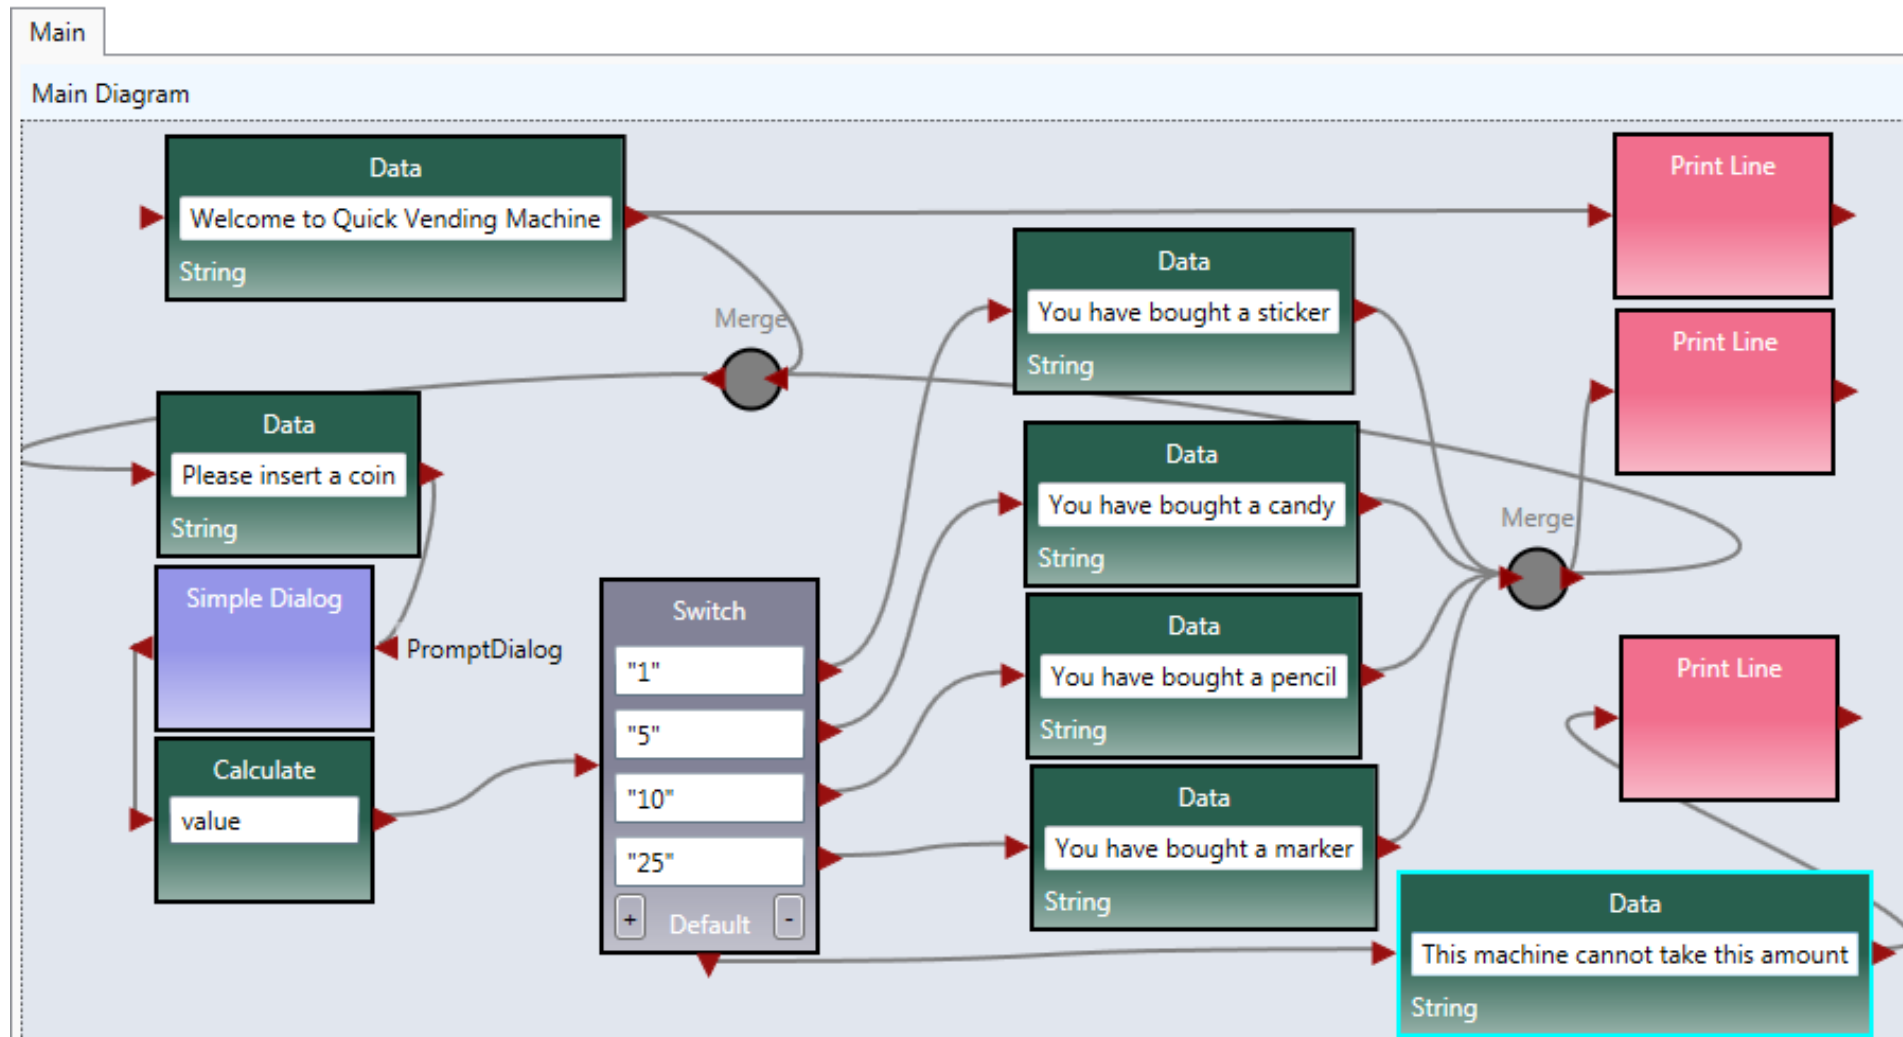 Main
Main Diagram
Data
Welcome to Quick Vending Machine
String
Print Line
Merge
Data
You have bought a sticker
String
Print Line
Data
Please insert a coin
String
Data
You have bought a candy
String
Merge
Simple Dialog
PromptDialog
Switch
"1"
"5"
"10"
"25"
+
Default
-
Data
You have bought a pencil
String
Print Line
Calculate
value
Data
You have bought a marker
String
Data
This machine cannot take this amount
String